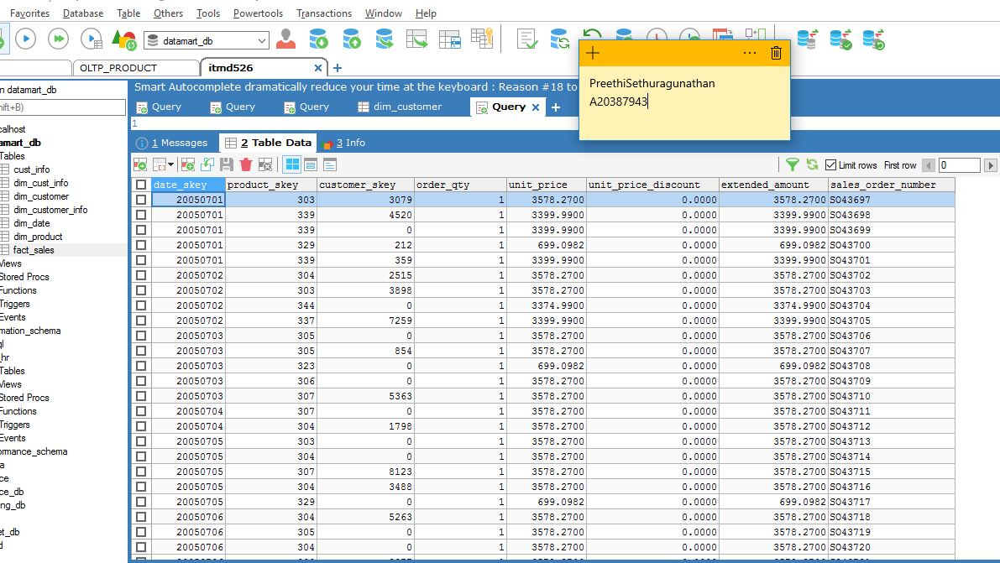 Favorites Database Table Others Tools Powertools Transactions Window Help
datamart_db
OLTP_PRODUCT itmd526
datamart_db
Smart Autocomplete dramatically reduce your time at the keyboard : Reason #18 to
PreethiSethuragunathan
A20387943
Query Query Query dim_customer Query
1
1 Messages 2 Table Data 3 Info
Limit rows First row 0
Tables
cust_info
dim_cust_info
dim_customer
dim_customer_info
dim_date
dim_product
fact_sales
Views
Stored Procs
Functions
Triggers
Events
Tables
Views
Stored Procs
Functions
Triggers
Events
date_skey product_skey customer_skey order_qty unit_price unit_price_discount extended_amount sales_order_number
20050701 303 3079 1 3578.2700 0.0000 3578.2700 SO43697
20050701 339 4520 1 3399.9900 0.0000 3399.9900 SO43698
20050701 339 0 1 3399.9900 0.0000 3399.9900 SO43699
20050701 329 212 1 699.0982 0.0000 699.0982 SO43700
20050701 339 359 1 3399.9900 0.0000 3399.9900 SO43701
20050702 304 2515 1 3578.2700 0.0000 3578.2700 SO43702
20050702 303 3898 1 3578.2700 0.0000 3578.2700 SO43703
20050702 344 0 1 3374.9900 0.0000 3374.9900 SO43704
20050702 337 7259 1 3399.9900 0.0000 3399.9900 SO43705
20050703 305 0 1 3578.2700 0.0000 3578.2700 SO43706
20050703 305 854 1 3578.2700 0.0000 3578.2700 SO43707
20050703 323 0 1 699.0982 0.0000 699.0982 SO43708
20050703 306 0 1 3578.2700 0.0000 3578.2700 SO43709
20050703 307 5363 1 3578.2700 0.0000 3578.2700 SO43710
20050704 307 0 1 3578.2700 0.0000 3578.2700 SO43711
20050704 304 1798 1 3578.2700 0.0000 3578.2700 SO43712
20050705 303 0 1 3578.2700 0.0000 3578.2700 SO43713
20050705 304 0 1 3578.2700 0.0000 3578.2700 SO43714
20050705 307 8123 1 3578.2700 0.0000 3578.2700 SO43715
20050705 304 3488 1 3578.2700 0.0000 3578.2700 SO43716
20050705 329 0 1 699.0982 0.0000 699.0982 SO43717
20050706 304 5263 1 3578.2700 0.0000 3578.2700 SO43718
20050706 305 0 1 3578.2700 0.0000 3578.2700 SO43719
20050706 304 0 1 3578.2700 0.0000 3578.2700 SO43720